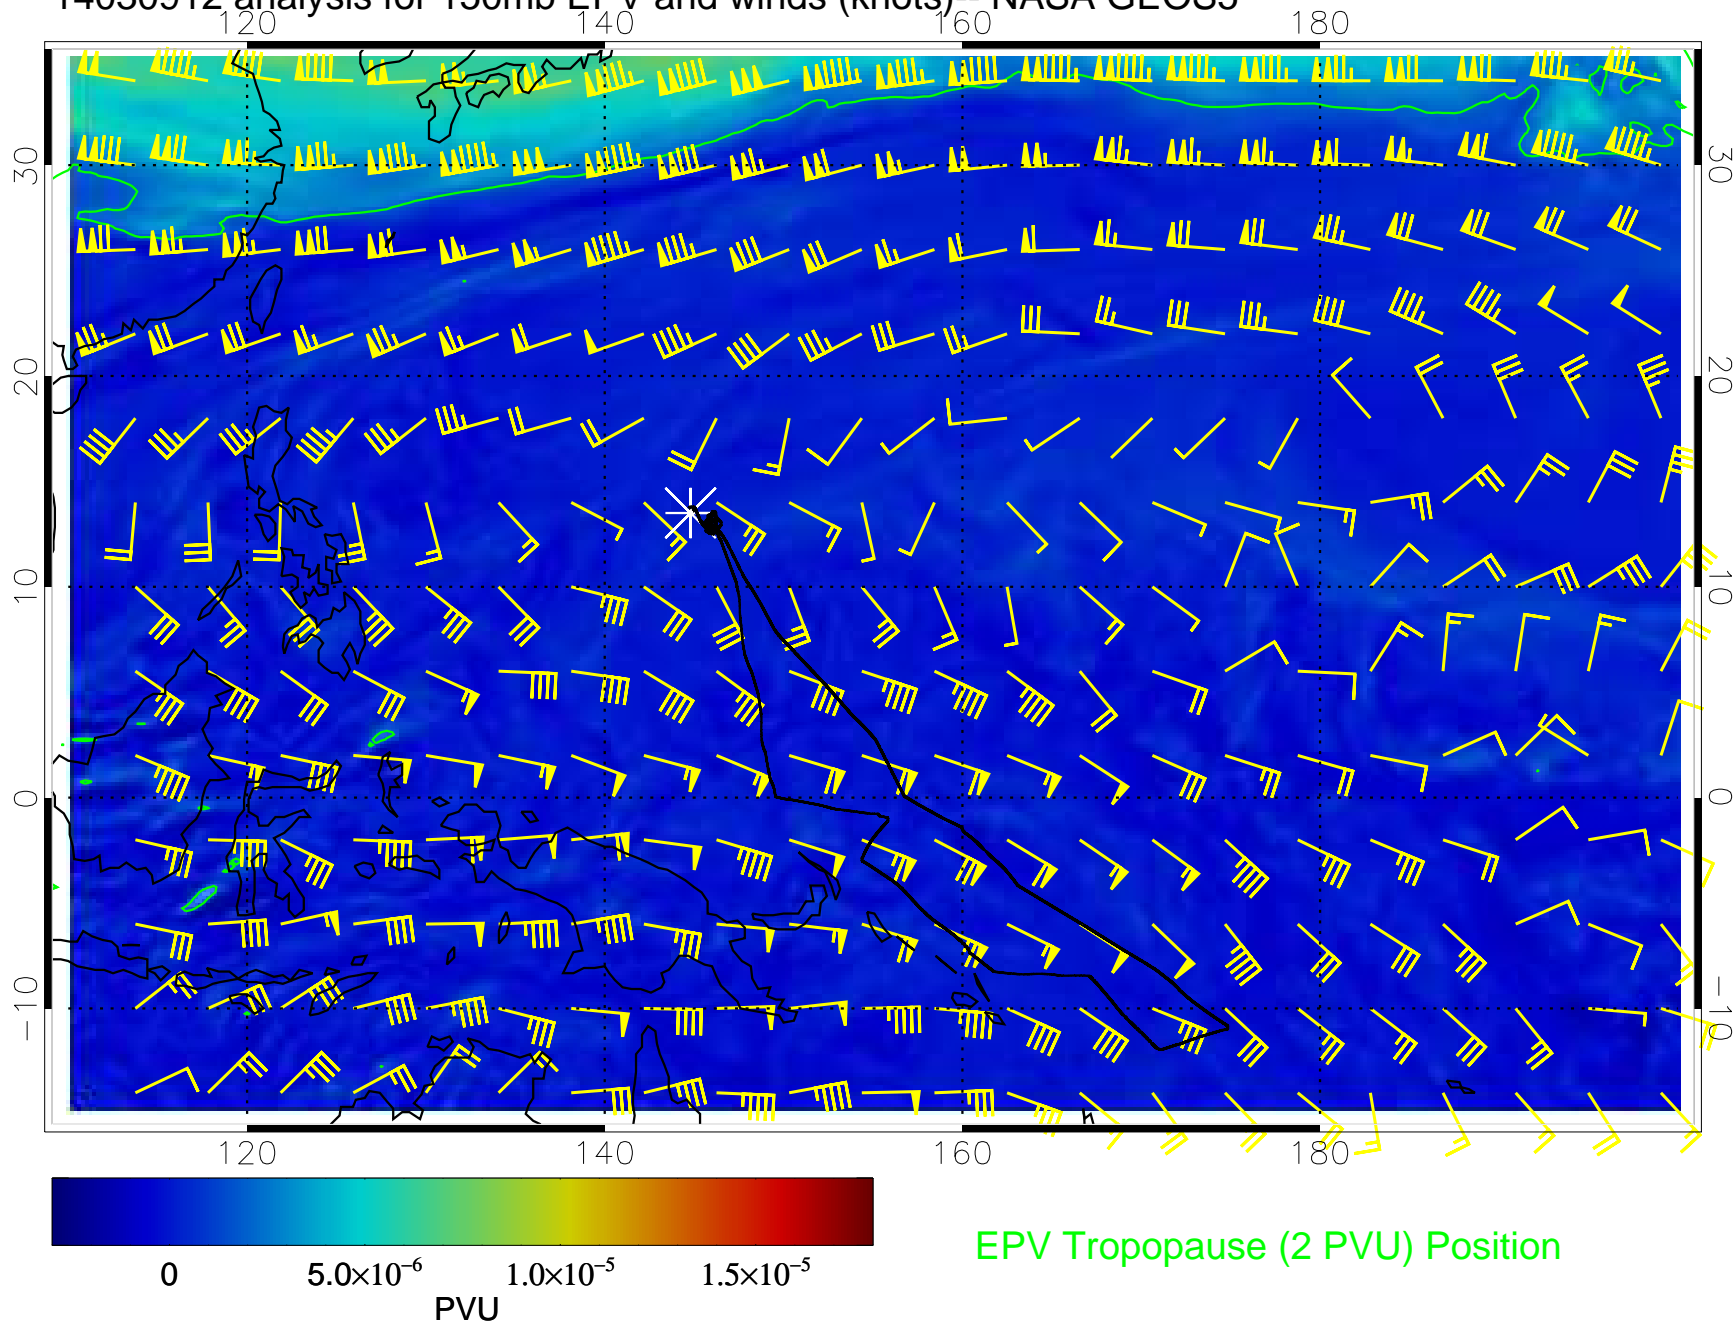 14030912 analysis for 150mb EPV and winds (knots)-- NASA GEOS5
120 140 160 180
30 30
20 20
10 10
0 0
−10 −10
120 140 160 180
0 5.0×10⁻⁶ 1.0×10⁻⁵ 1.5×10⁻⁵
PVU
EPV Tropopause (2 PVU) Position